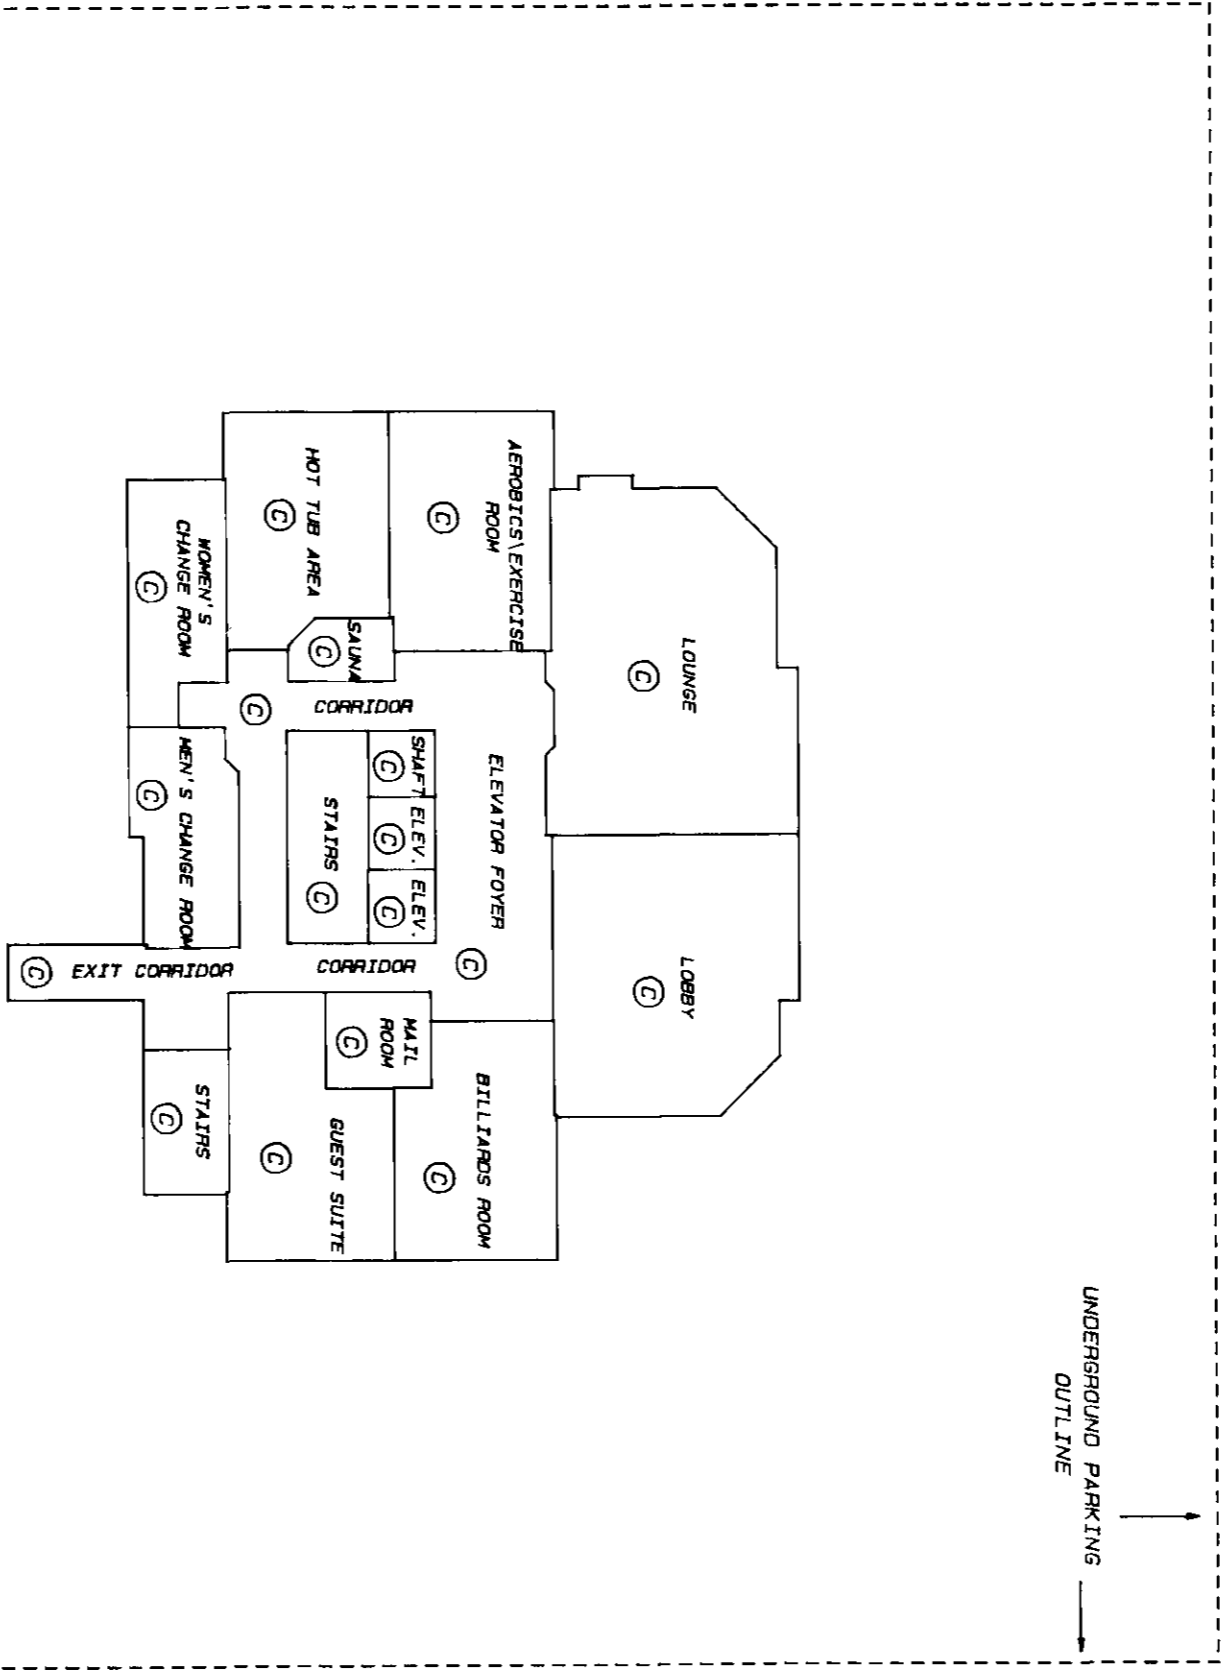 UNDERGROUND PARKING
OUTLINE
LOUNGE
Ⓒ
LOBBY
Ⓒ
AEROBICS\EXERCISE
ROOM
Ⓒ
ELEVATOR FOYER
Ⓒ
BILLIARDS ROOM
Ⓒ
SHAFT
Ⓒ
ELEV.
Ⓒ
ELEV.
Ⓒ
MAIL
ROOM
Ⓒ
HOT TUB AREA
Ⓒ
SAUNA
Ⓒ
CORRIDOR
Ⓒ
STAIRS
Ⓒ
CORRIDOR
GUEST SUITE
Ⓒ
WOMEN'S
CHANGE ROOM
Ⓒ
MEN'S CHANGE ROOM
Ⓒ
EXIT CORRIDOR
Ⓒ
STAIRS
Ⓒ